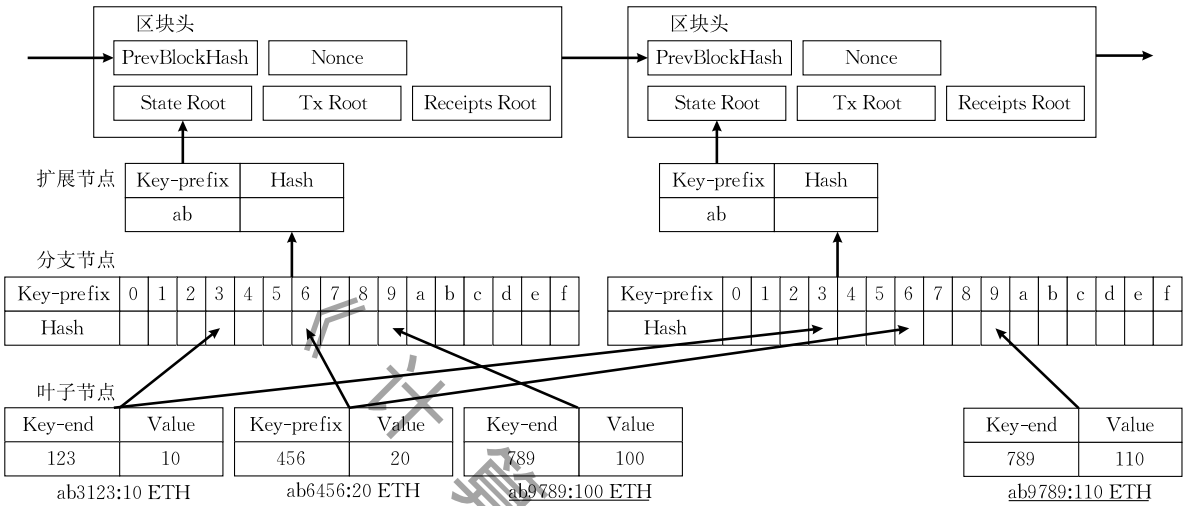 区块头 区块头
PrevBlockHash Nonce PrevBlockHash Nonce
State Root Tx Root Receipts Root State Root Tx Root Receipts Root
扩展节点 Key-prefix Hash Key-prefix Hash
ab ab
分支节点
Key-prefix 0 1 2 3 4 5 6 7 8 9 a b c d e f Key-prefix 0 1 2 3 4 5 6 7 8 9 a b c d e f
Hash Hash
叶子节点
Key-end Value Key-prefix Value Key-end Value Key-end Value
123 10 456 20 789 100 789 110
ab3123:10 ETH ab6456:20 ETH ab9789:100 ETH ab9789:110 ETH
《计算